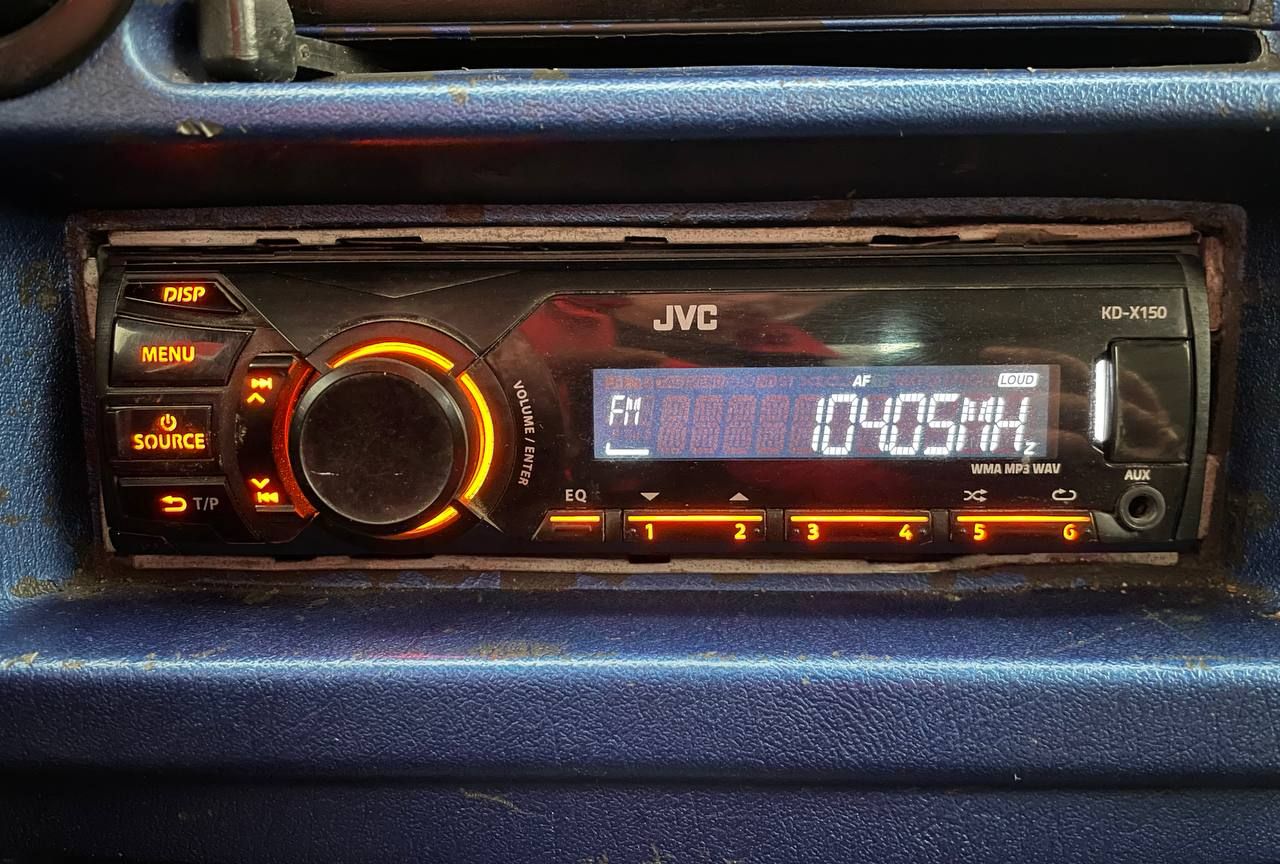 DISP
MENU
SOURCE
T/P
VOLUME / ENTER
JVC
KD-X150
AF
LOUD
FM
104.05MHz
WMA MP3 WAV
AUX
EQ
1 2 3 4 5 6